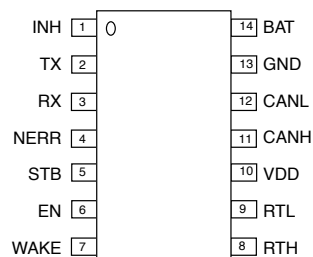 INH 1 14 BAT
TX 2 13 GND
RX 3 12 CANL
NERR 4 11 CANH
STB 5 10 VDD
EN 6 9 RTL
WAKE 7 8 RTH